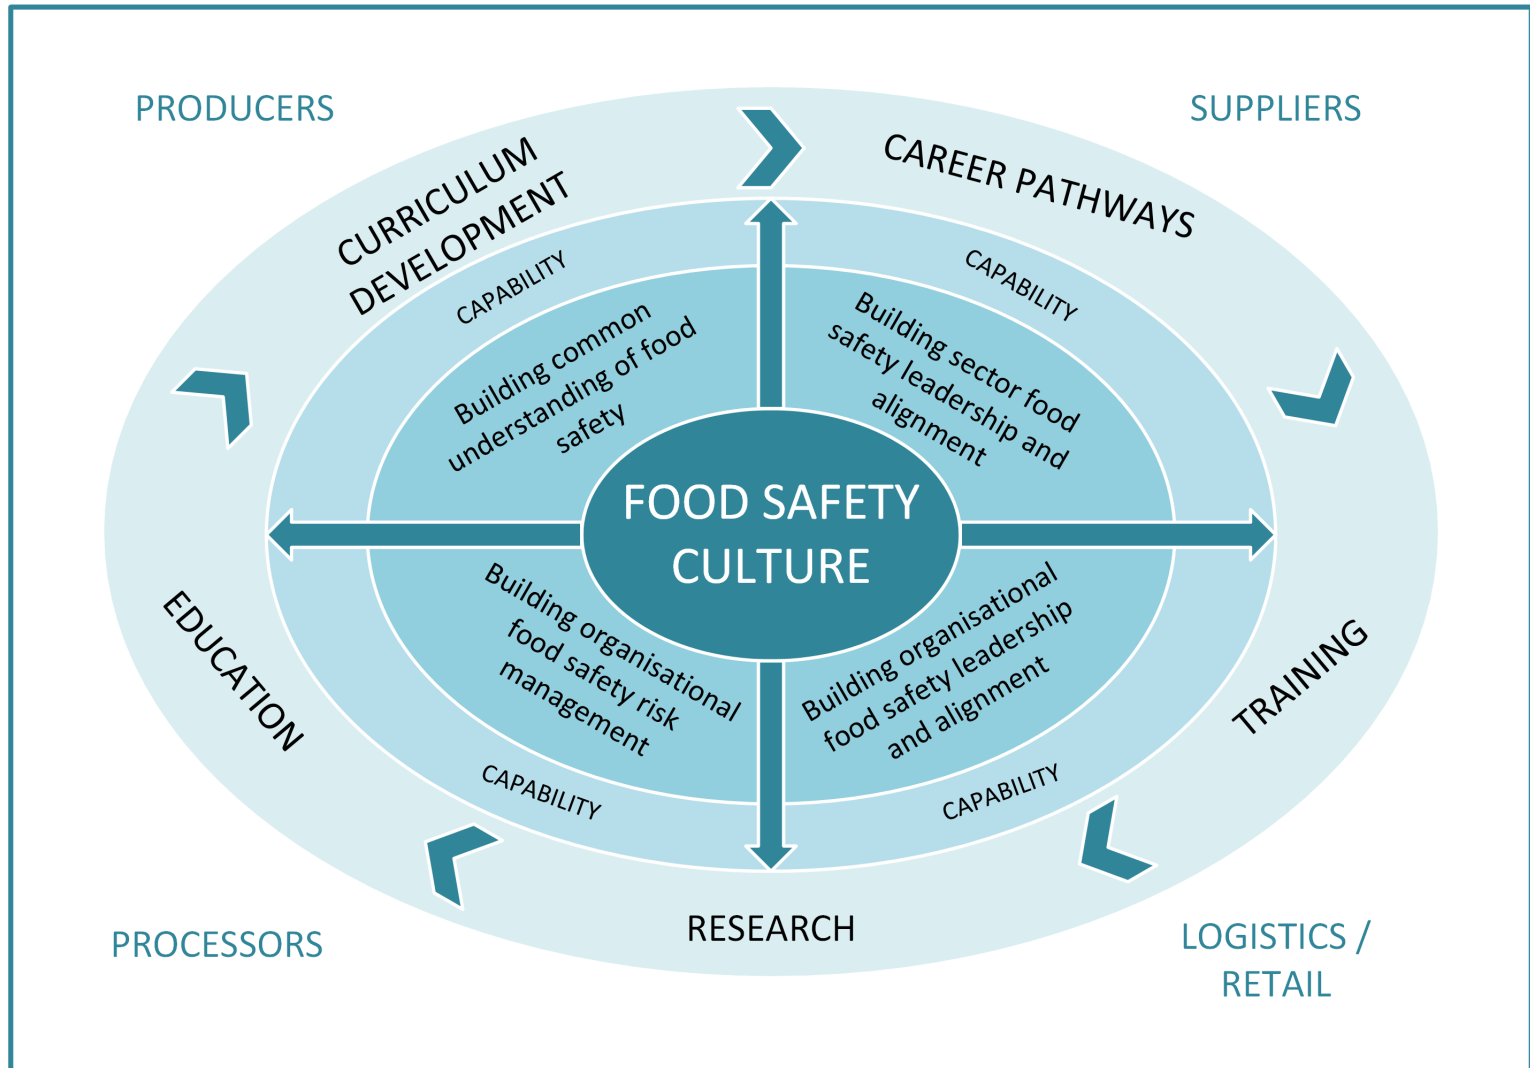 PRODUCERS
SUPPLIERS
CURRICULUM
DEVELOPMENT
CAREER PATHWAYS
CAPABILITY
CAPABILITY
Building common
understanding of food
safety
Building sector food
safety leadership and
alignment
FOOD SAFETY
CULTURE
Building organisational
food safety risk
management
Building organisational
food safety leadership
and alignment
EDUCATION
TRAINING
CAPABILITY
CAPABILITY
RESEARCH
PROCESSORS
LOGISTICS /
RETAIL